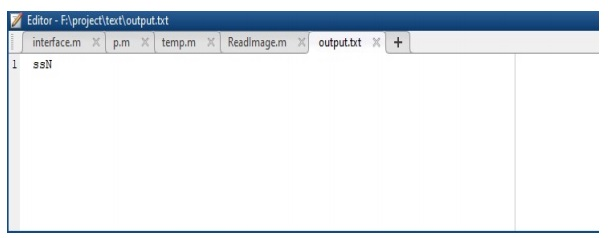 Editor - F:\project\text\output.txt
interface.m × p.m × temp.m × ReadImage.m × output.txt × +
1 ssN